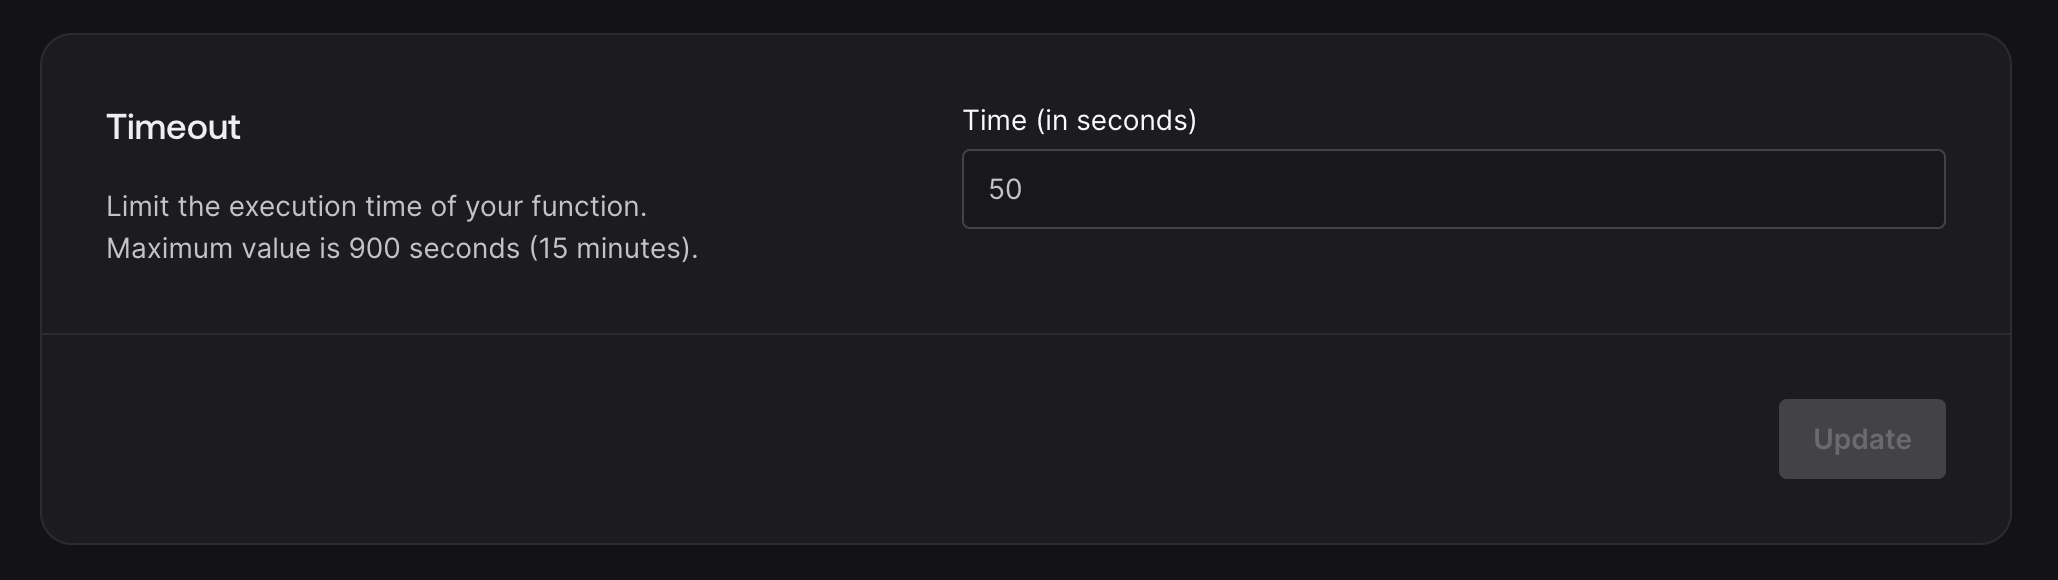 Timeout
Limit the execution time of your function.
Maximum value is 900 seconds (15 minutes).
Time (in seconds)
50
Update